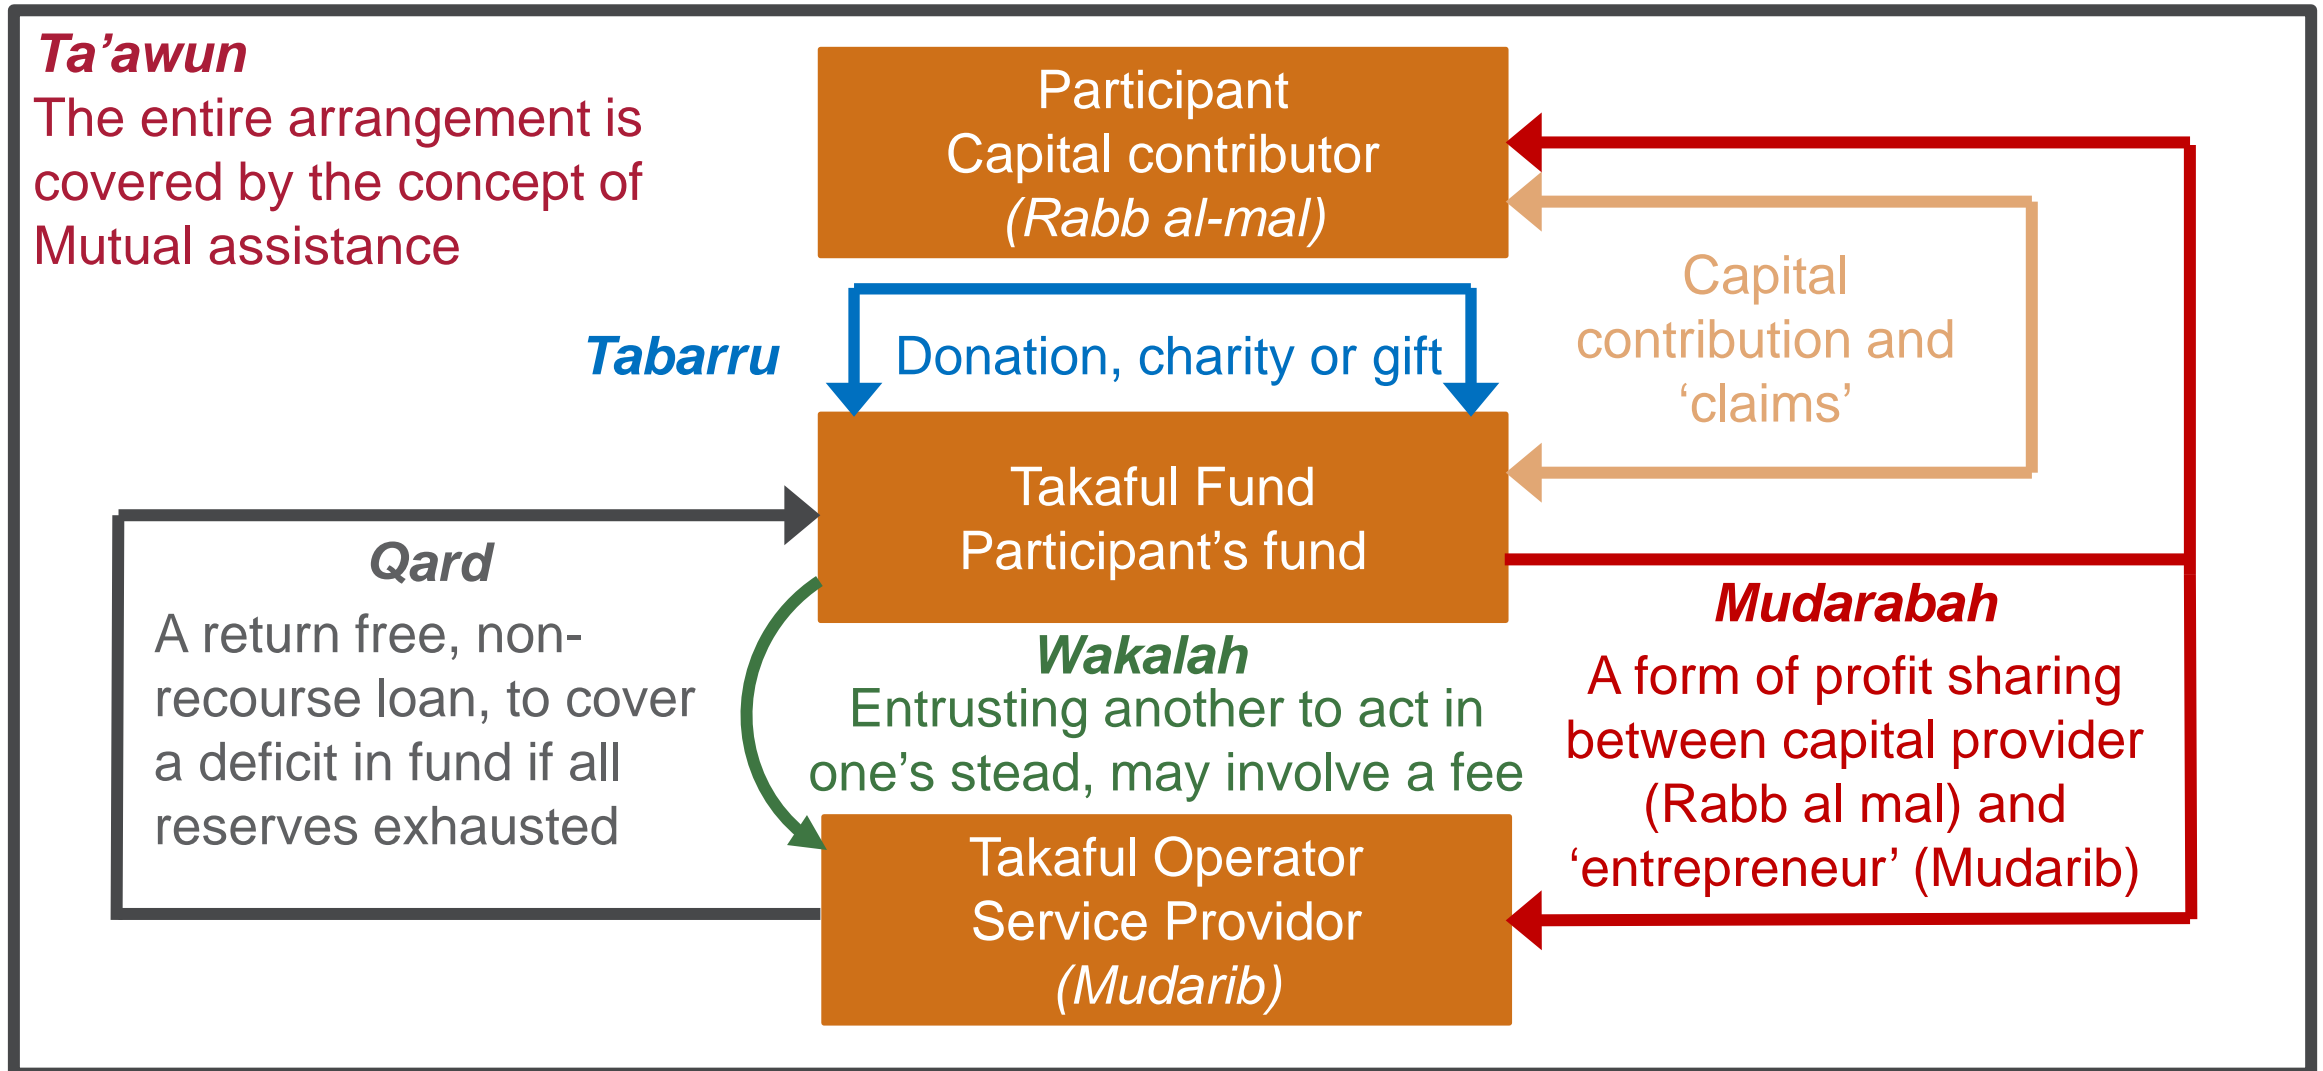 Ta’awun
The entire arrangement is
covered by the concept of
Mutual assistance
Participant
Capital contributor
(Rabb al-mal)
Tabarru
Donation, charity or gift
Capital
contribution and
‘claims’
Takaful Fund
Participant’s fund
Qard
A return free, non-
recourse loan, to cover
a deficit in fund if all
reserves exhausted
Wakalah
Entrusting another to act in
one’s stead, may involve a fee
Mudarabah
A form of profit sharing
between capital provider
(Rabb al mal) and
‘entrepreneur’ (Mudarib)
Takaful Operator
Service Providor
(Mudarib)